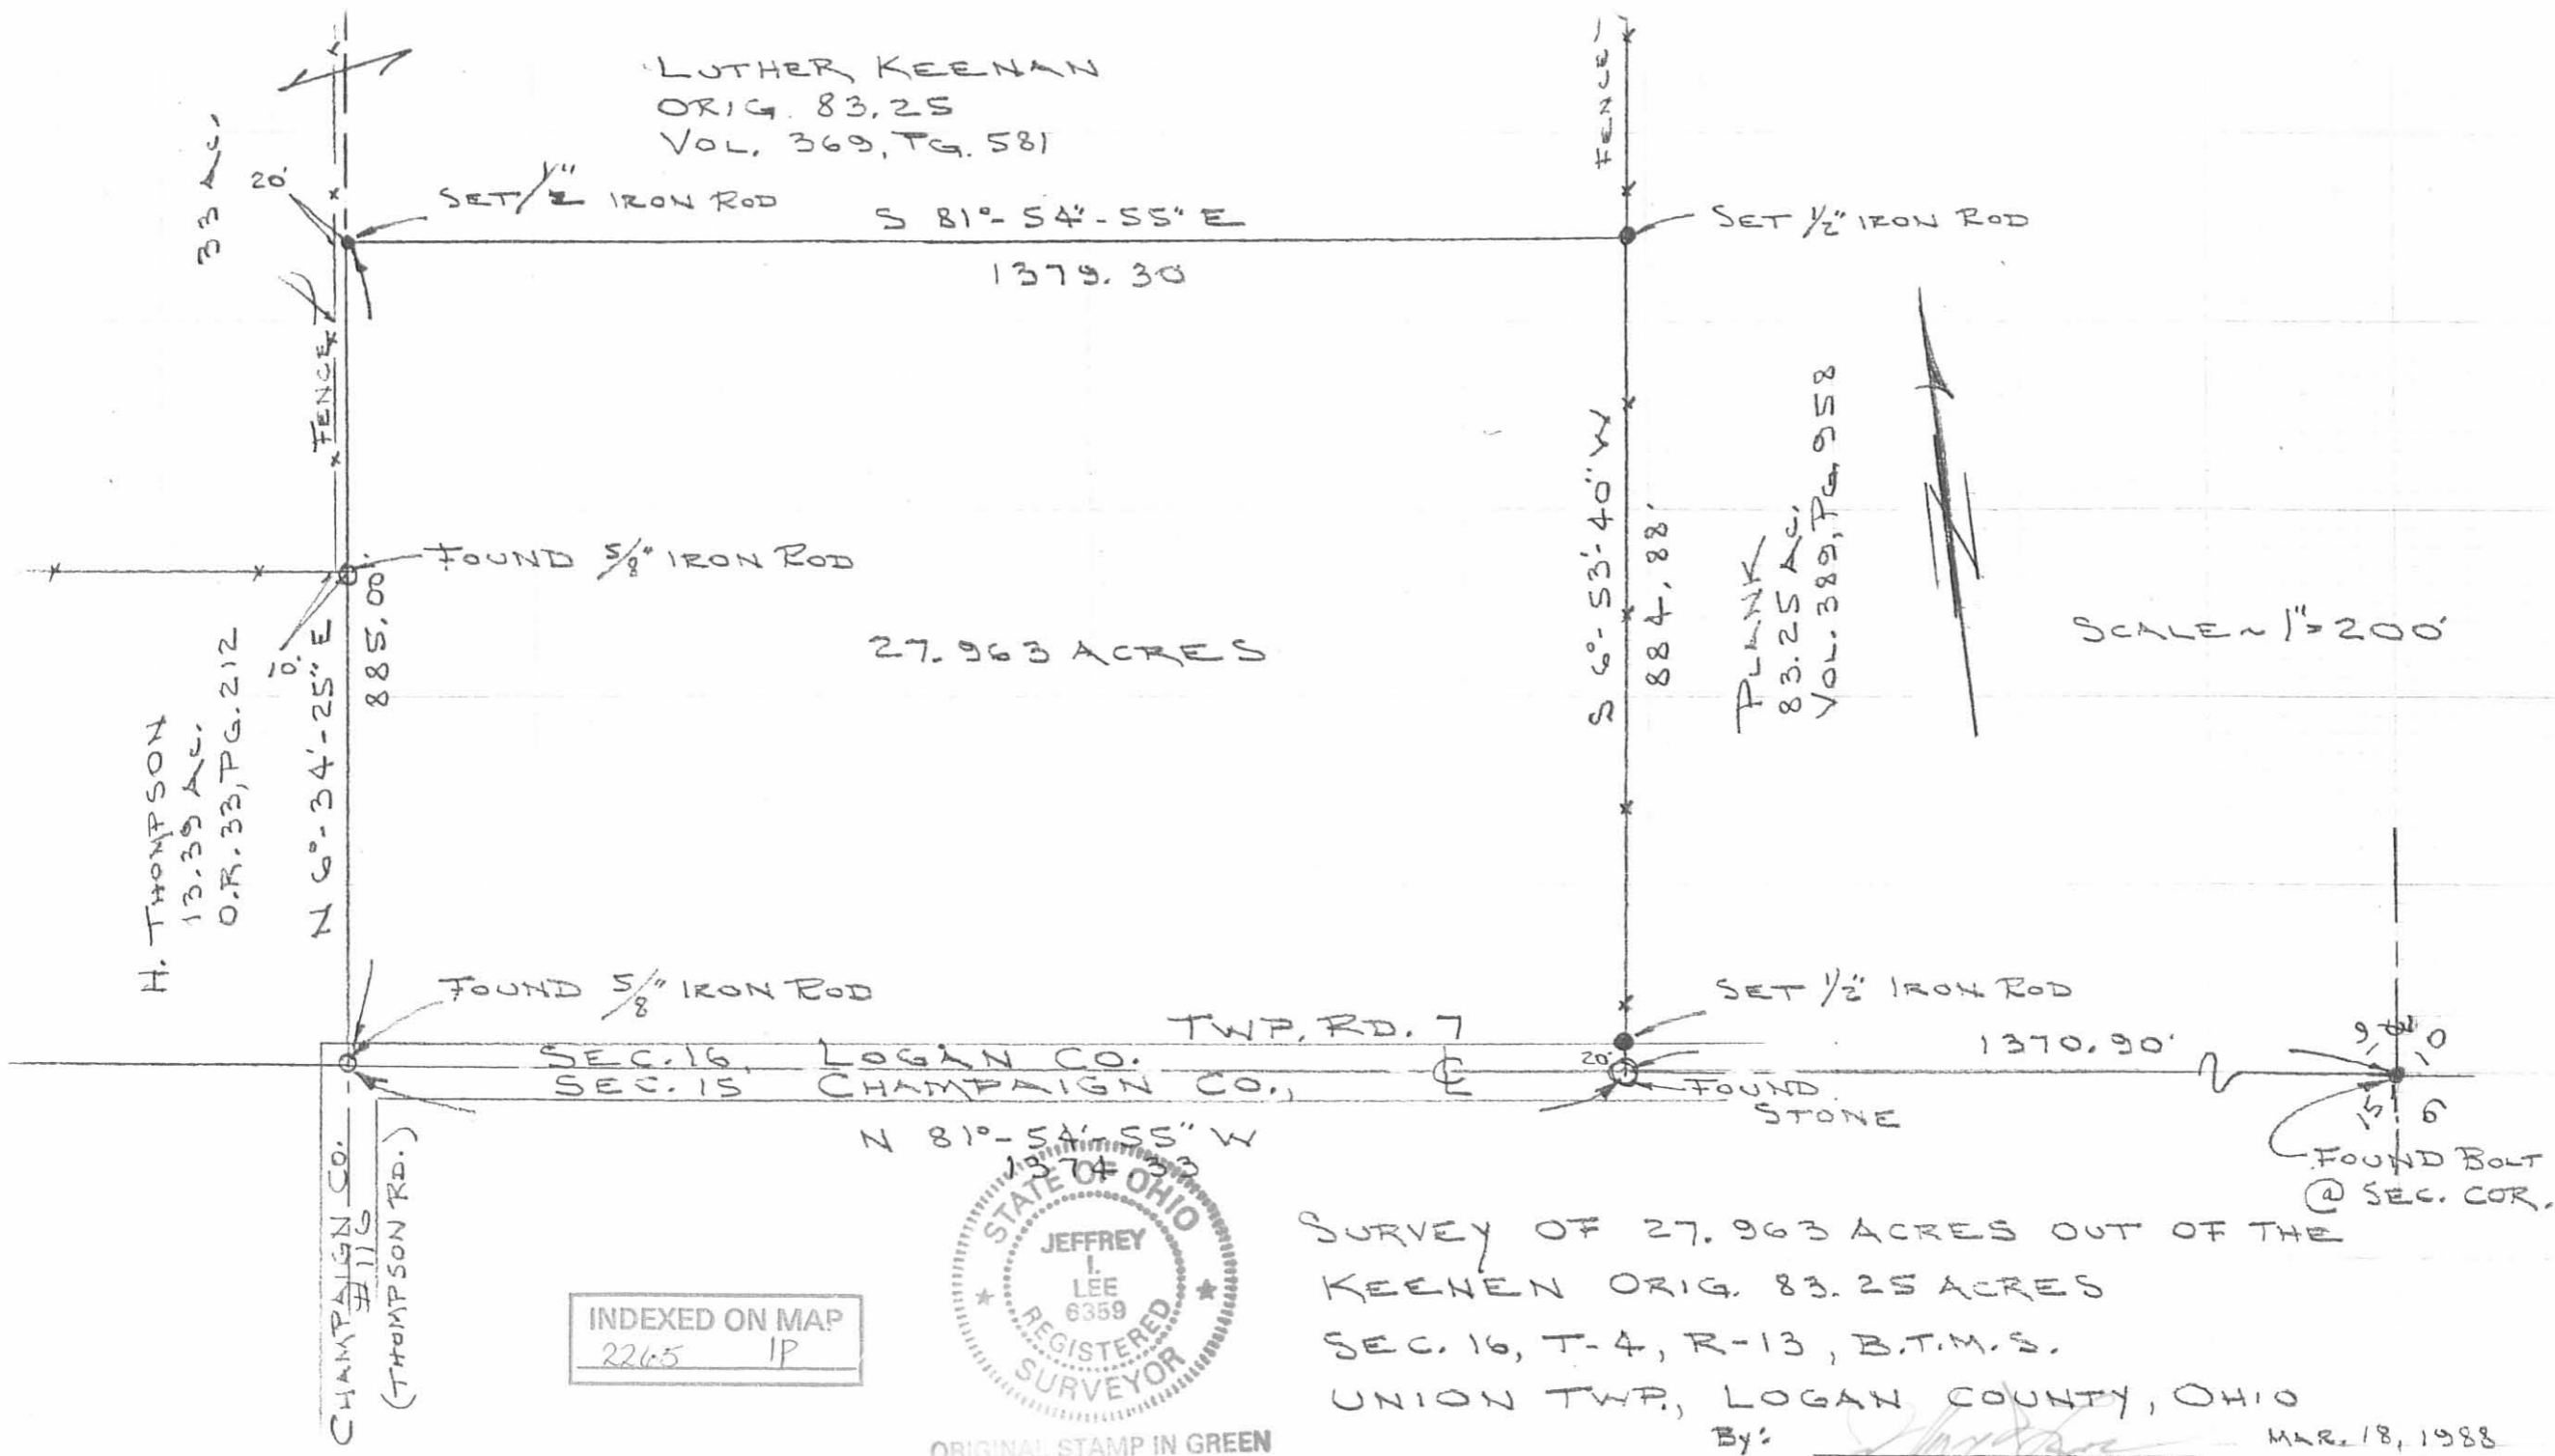 LUTHER KEENAN
ORIG. 83.25
VOL. 369, PG. 581
33 Ac.
20'
SET 1/2" IRON ROD
S 81°-54'-55" E
1379.30
FENCE
SET 1/2" IRON ROD
FENCE
FOUND 5/8" IRON ROD
10'
N 6°-34'-25" E
885.00'
27.963 ACRES
S 6°-53'-40" W
884.88'
PLANK
83.25 Ac.
VOL. 389, PG. 958
N
SCALE ~ 1"=200'
H. THOMPSON
13.39 Ac.
O.R. 33, PG. 212
FOUND 5/8" IRON ROD
SET 1/2" IRON ROD
TWP. RD. 7
SEC. 16, LOGAN CO.
SEC. 15 CHAMPAIGN CO.,
℄
20'
FOUND
STONE
1370.90'
10
15
FOUND BOLT
@ SEC. COR.
N 81°-54'-55" W
1374.33
CHAMPAIGN CO.
#116
(THOMPSON RD.)
STATE OF OHIO
JEFFREY
I.
LEE
6359
REGISTERED
SURVEYOR
ORIGINAL STAMP IN GREEN
INDEXED ON MAP
2265 IP
SURVEY OF 27.963 ACRES OUT OF THE
KEENEN ORIG. 83.25 ACRES
SEC. 16, T-4, R-13, B.T.M.S.
UNION TWP., LOGAN COUNTY, OHIO
By: MAR. 18, 1988